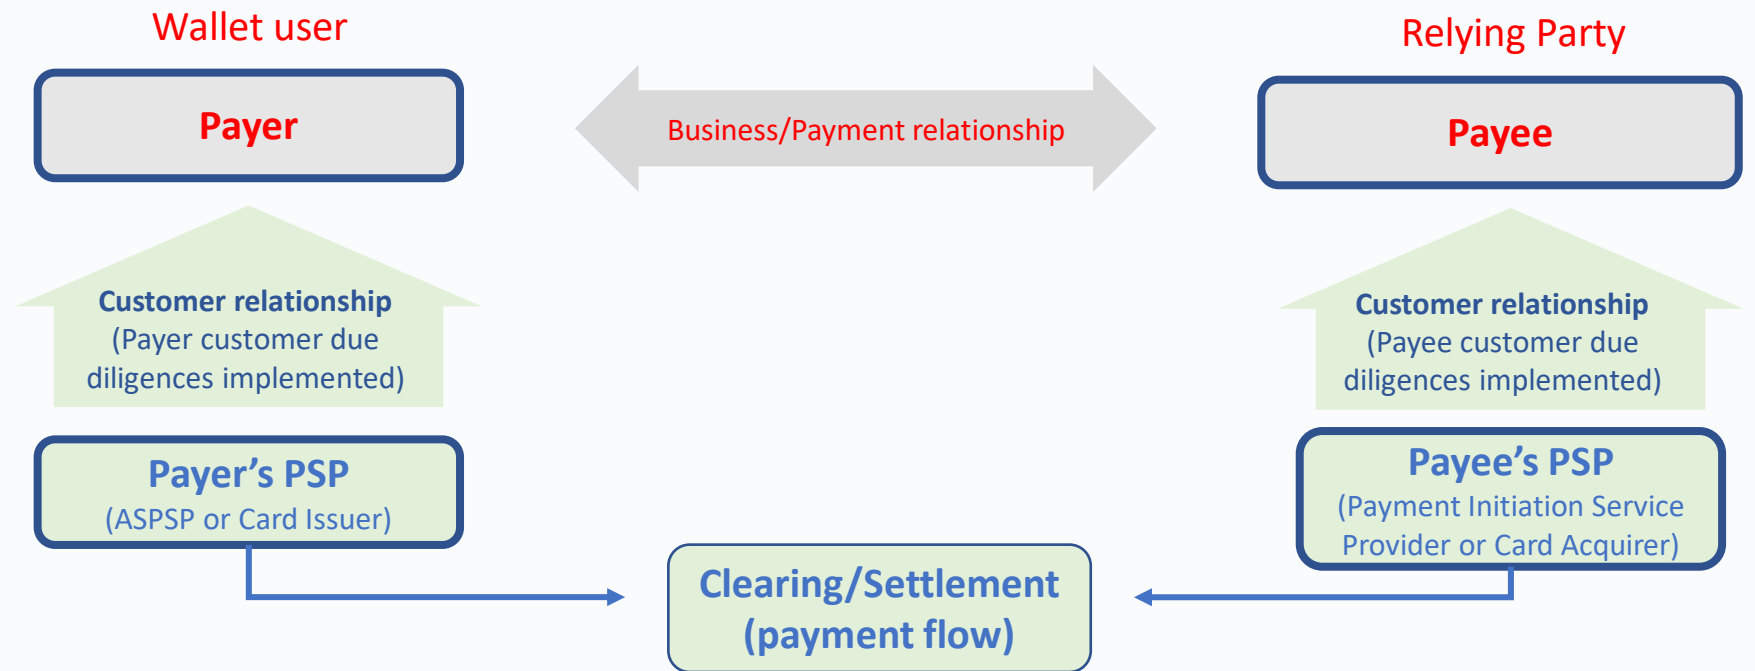 Wallet user
Relying Party
Payer
Business/Payment relationship
Payee
Customer relationship
(Payer customer due
diligences implemented)
Customer relationship
(Payee customer due
diligences implemented)
Payer’s PSP
(ASPSP or Card Issuer)
Payee’s PSP
(Payment Initiation Service
Provider or Card Acquirer)
Clearing/Settlement
(payment flow)